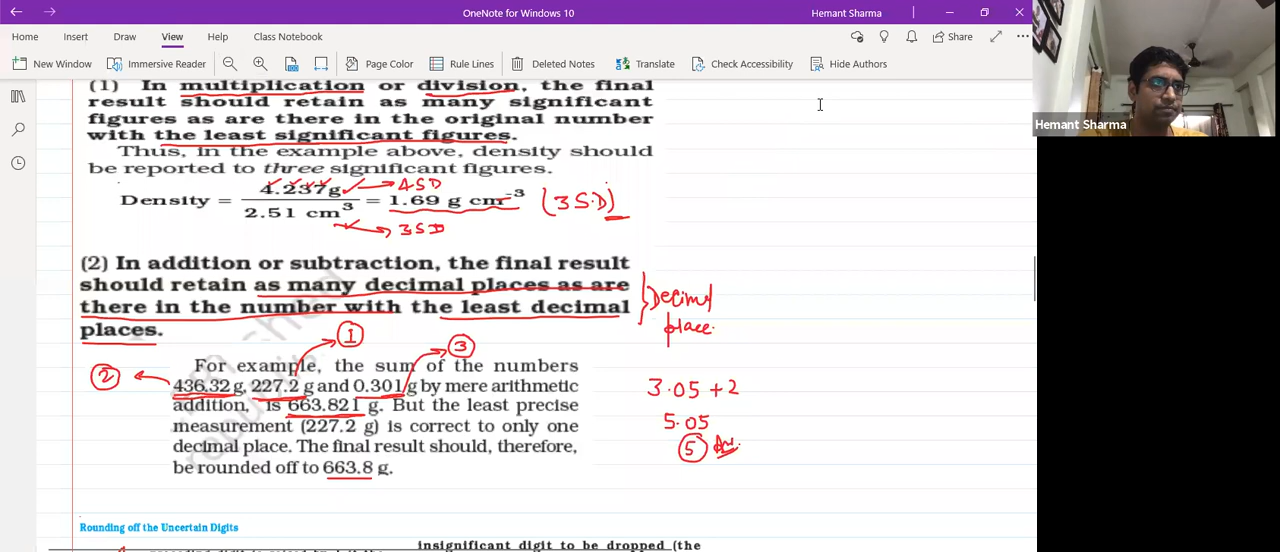 OneNote for Windows 10
Hemant Sharma
Home Insert Draw View Help Class Notebook
Share
New Window Immersive Reader Page Color Rule Lines Deleted Notes Translate Check Accessibility Hide Authors
(1) In multiplication or division, the final
result should retain as many significant
figures as are there in the original number
with the least significant figures.
Thus, in the example above, density should
be reported to three significant figures.
Density = 4.237g / 2.51 cm³ = 1.69 g cm⁻³ (3 S.D)
4SD
3SD
(2) In addition or subtraction, the final result
should retain as many decimal places as are
there in the number with the least decimal
places.
Decimal
place.
① ③
②
For example, the sum of the numbers
436.32 g, 227.2 g and 0.301 g by mere arithmetic
addition, is 663.821 g. But the least precise
measurement (227.2 g) is correct to only one
decimal place. The final result should, therefore,
be rounded off to 663.8 g.
3.05 + 2
5.05
⑤ Ans.
Rounding off the Uncertain Digits
insignificant digit to be dropped (the
Hemant Sharma